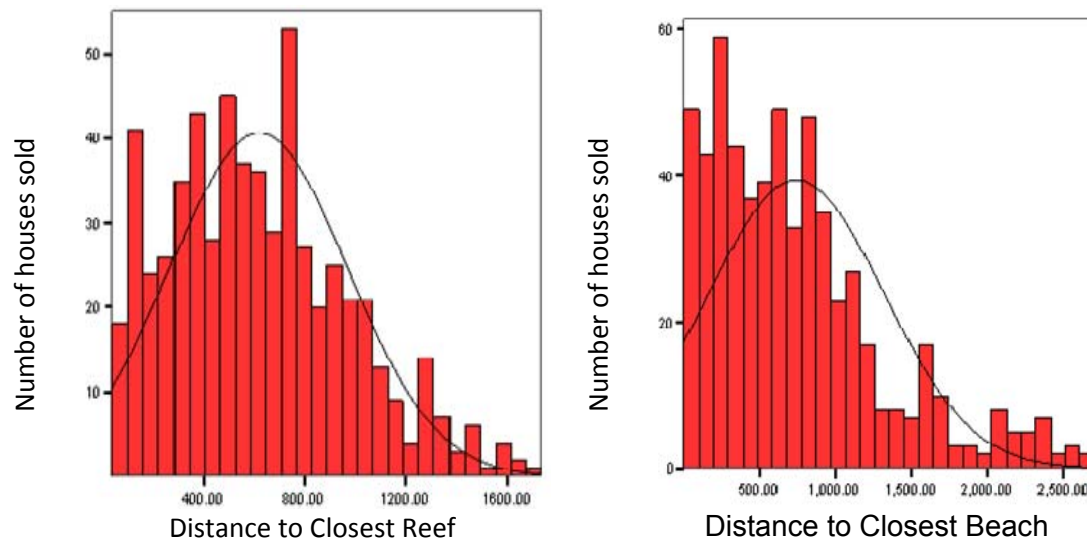 Number of houses sold
50
40
30
20
10
400.00 800.00 1200.00 1600.00
Distance to Closest Reef
Number of houses sold
60
40
20
0
500.00 1,000.00 1,500.00 2,000.00 2,500.00
Distance to Closest Beach